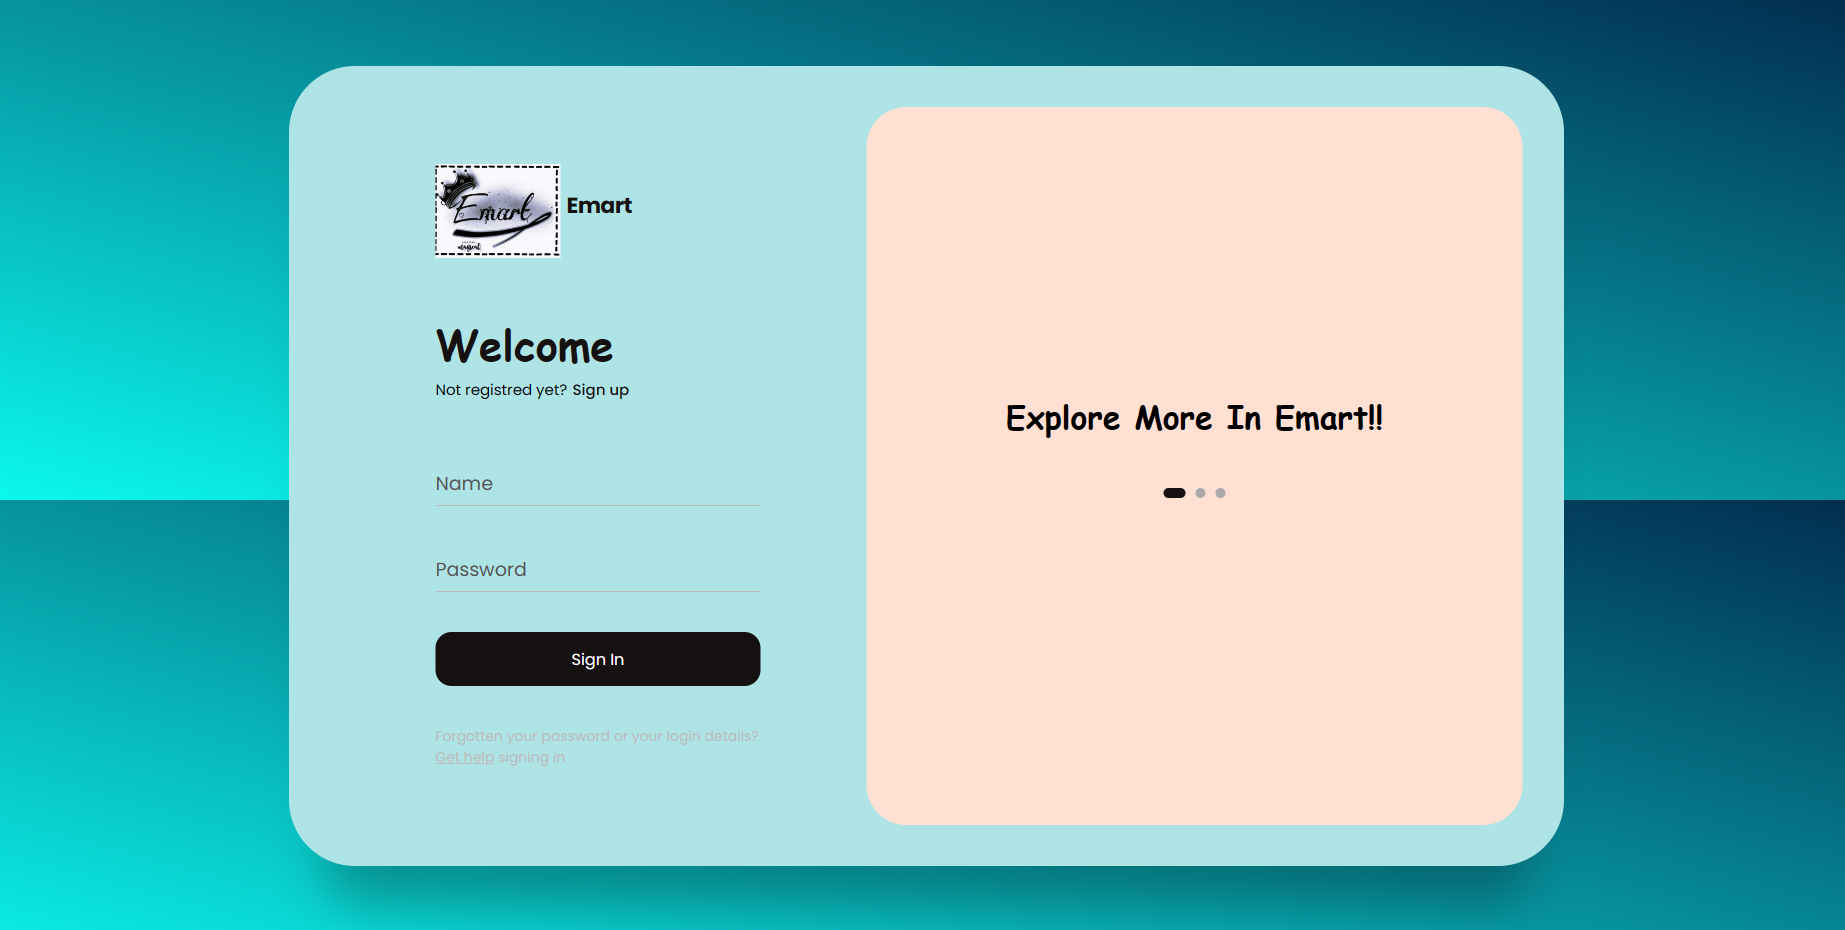 Emart
Emart
Welcome
Not registred yet? Sign up
Name
Password
Sign In
Forgotten your password or your login details?
Get help signing in
Explore More In Emart!!